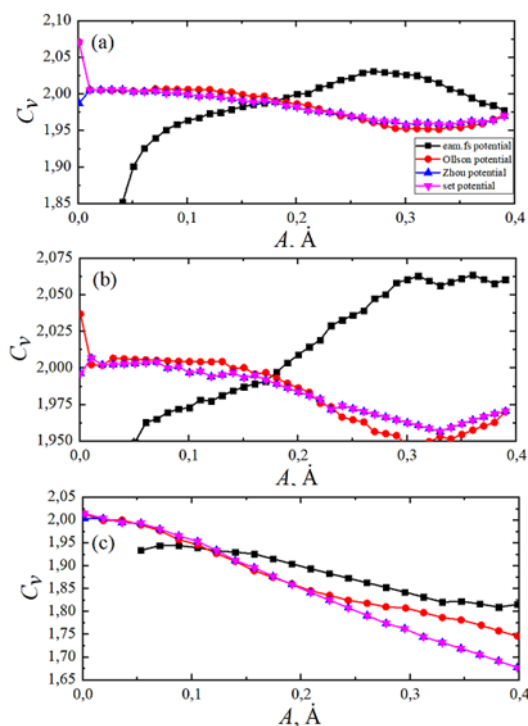 (a)
C_V
2,10
2,05
2,00
1,95
1,90
1,85
eam.fs potential
Ollson potential
Zhou potential
set potential
0,0 0,1 0,2 0,3 0,4
A, Å
(b)
C_V
2,075
2,050
2,025
2,000
1,975
1,950
0,0 0,1 0,2 0,3 0,4
A, Å
(c)
C_V
2,05
2,00
1,95
1,90
1,85
1,80
1,75
1,70
1,65
0,0 0,1 0,2 0,3 0,4
A, Å